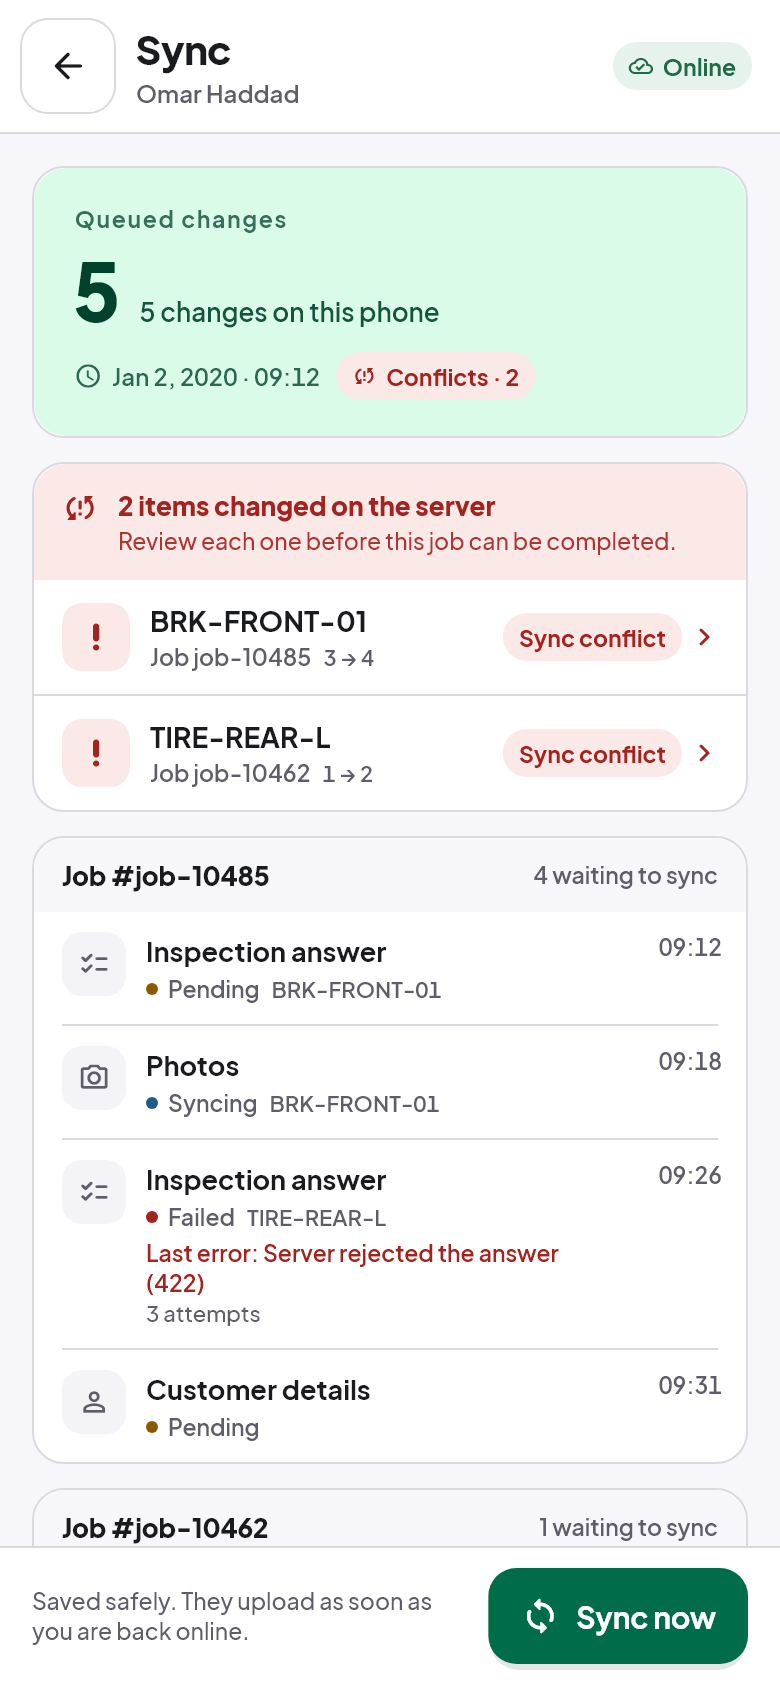 Sync
Omar Haddad
Online
Queued changes
5 5 changes on this phone
Jan 2, 2020 · 09:12 Conflicts · 2
2 items changed on the server
Review each one before this job can be completed.
BRK-FRONT-01
Job job-10485 3 → 4
Sync conflict
TIRE-REAR-L
Job job-10462 1 → 2
Sync conflict
Job #job-10485 4 waiting to sync
Inspection answer 09:12
Pending BRK-FRONT-01
Photos 09:18
Syncing BRK-FRONT-01
Inspection answer 09:26
Failed TIRE-REAR-L
Last error: Server rejected the answer
(422)
3 attempts
Customer details 09:31
Pending
Job #job-10462 1 waiting to sync
Saved safely. They upload as soon as
you are back online.
Sync now